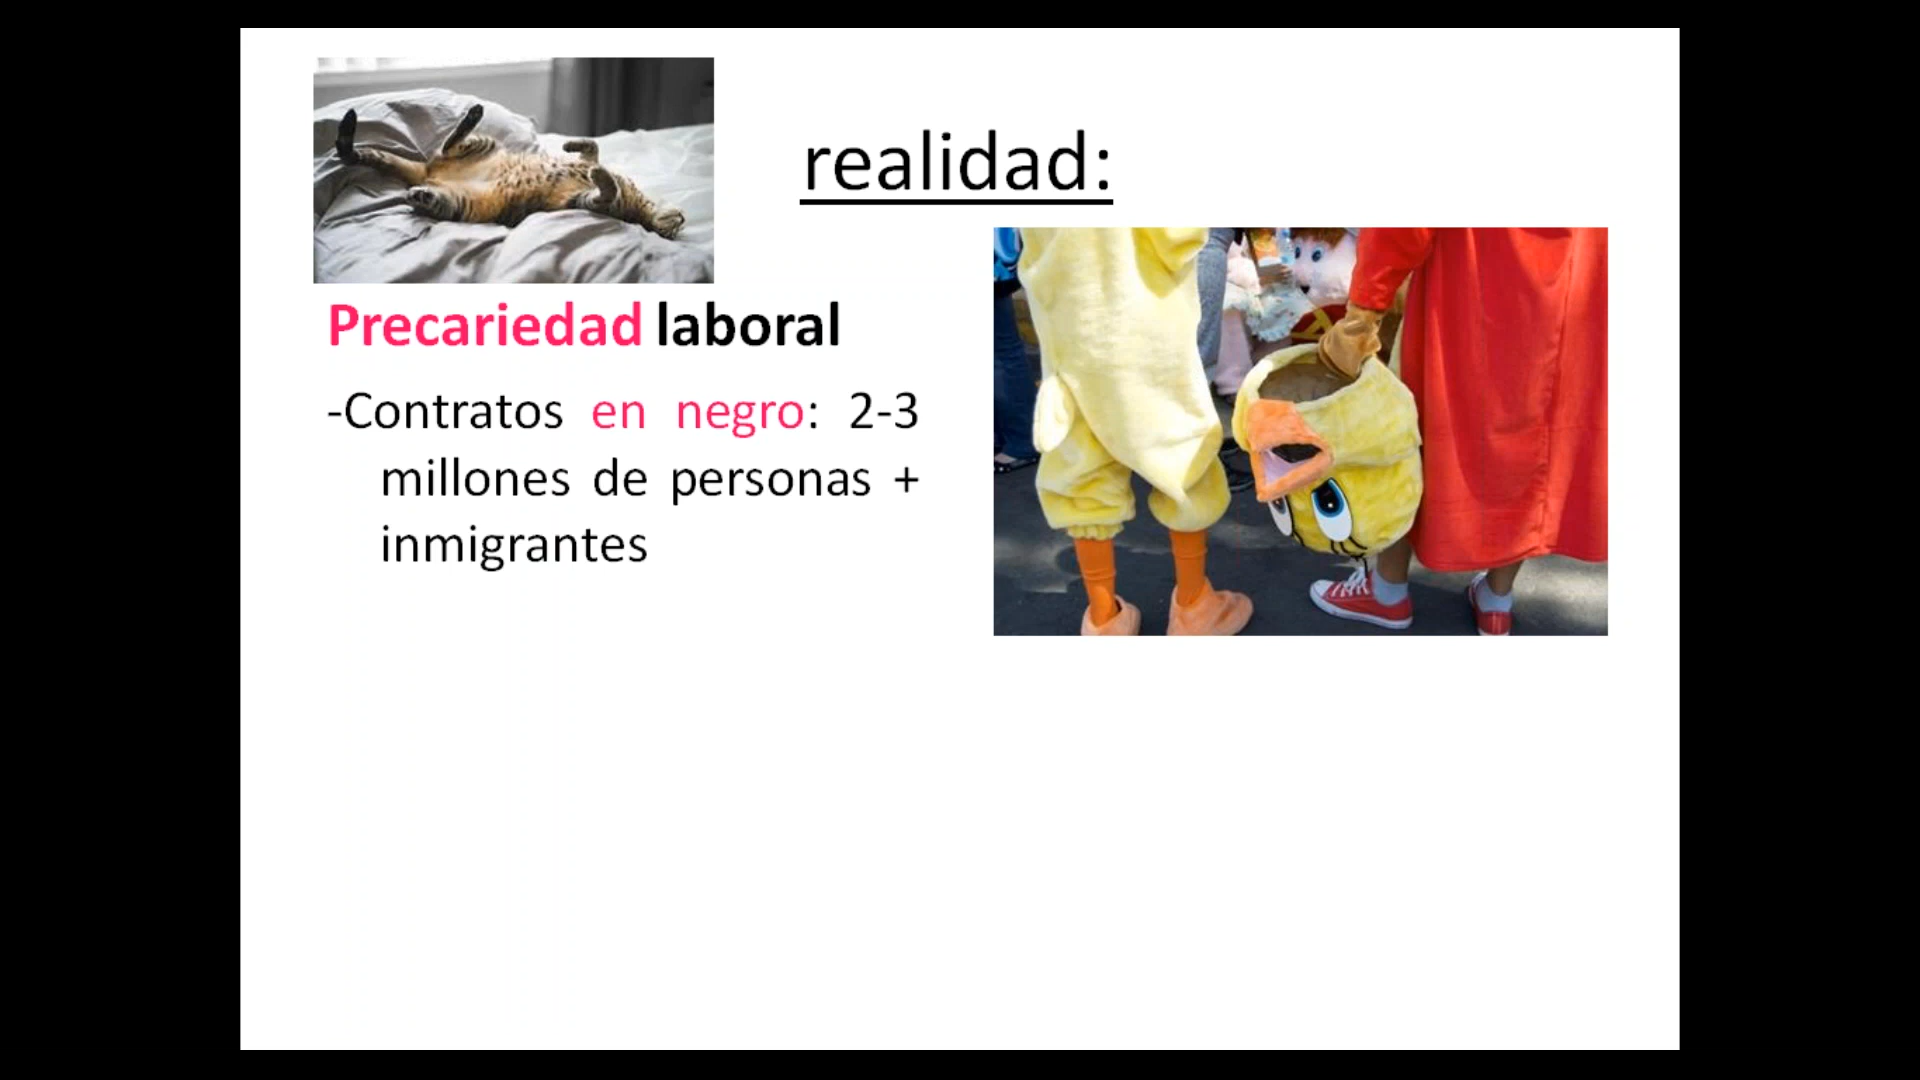 realidad:
Precariedad laboral
-Contratos en negro: 2-3
millones de personas +
inmigrantes